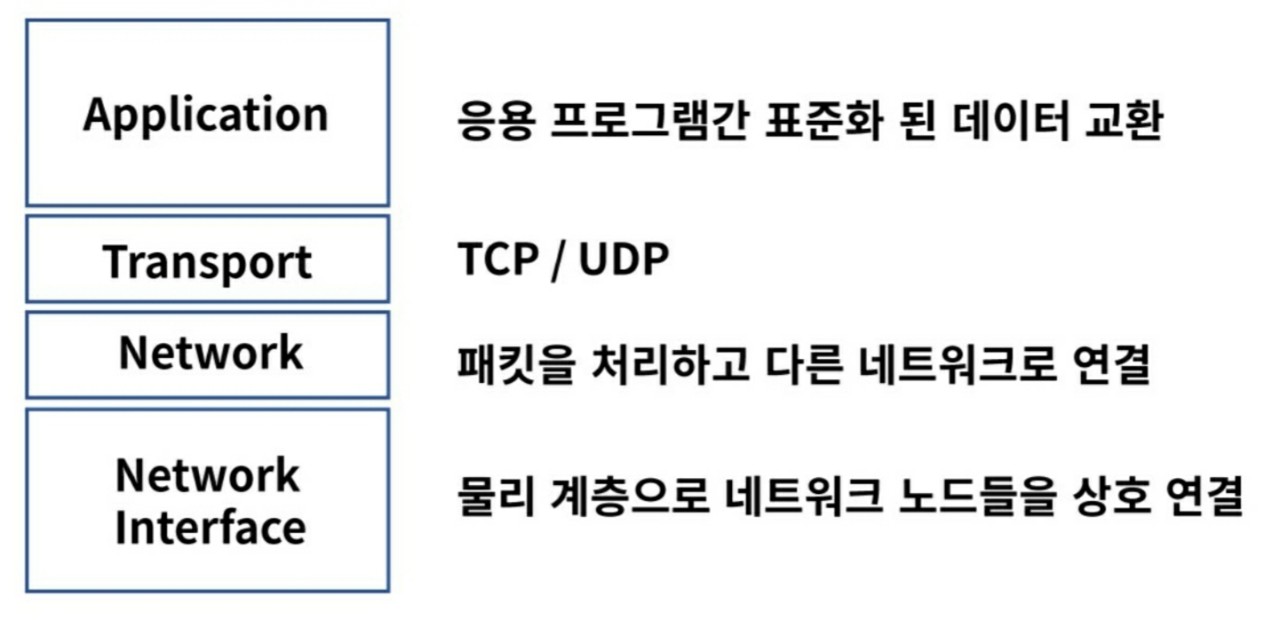 Application
응용 프로그램간 표준화 된 데이터 교환
Transport
TCP / UDP
Network
패킷을 처리하고 다른 네트워크로 연결
Network
Interface
물리 계층으로 네트워크 노드들을 상호 연결